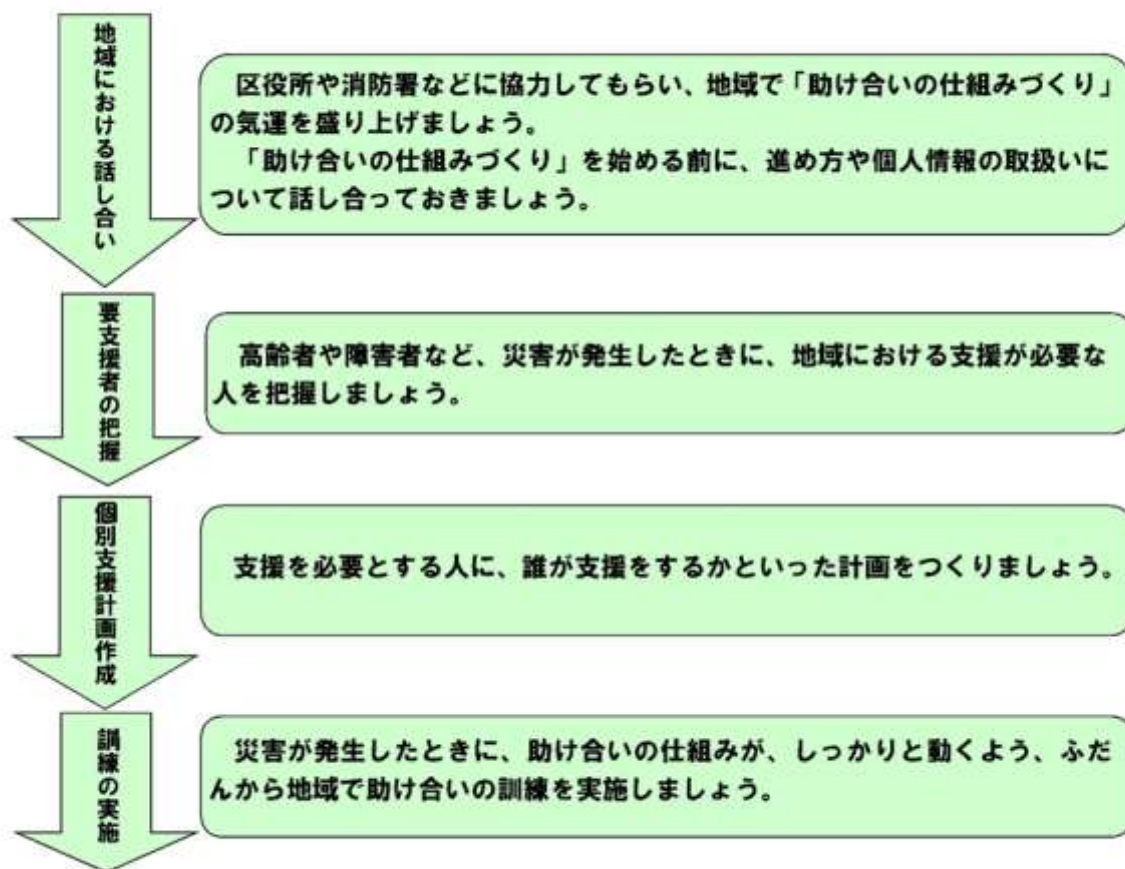 地域における話し合い
区役所や消防署などに協力してもらい、地域で「助け合いの仕組みづくり」
の気運を盛り上げましょう。
「助け合いの仕組みづくり」を始める前に、進め方や個人情報の取扱いに
ついて話し合っておきましょう。
要支援者の把握
高齢者や障害者など、災害が発生したときに、地域における支援が必要な
人を把握しましょう。
個別支援計画作成
支援を必要とする人に、誰が支援をするかといった計画をつくりましょう。
訓練の実施
災害が発生したときに、助け合いの仕組みが、しっかりと動くよう、ふだ
んから地域で助け合いの訓練を実施しましょう。